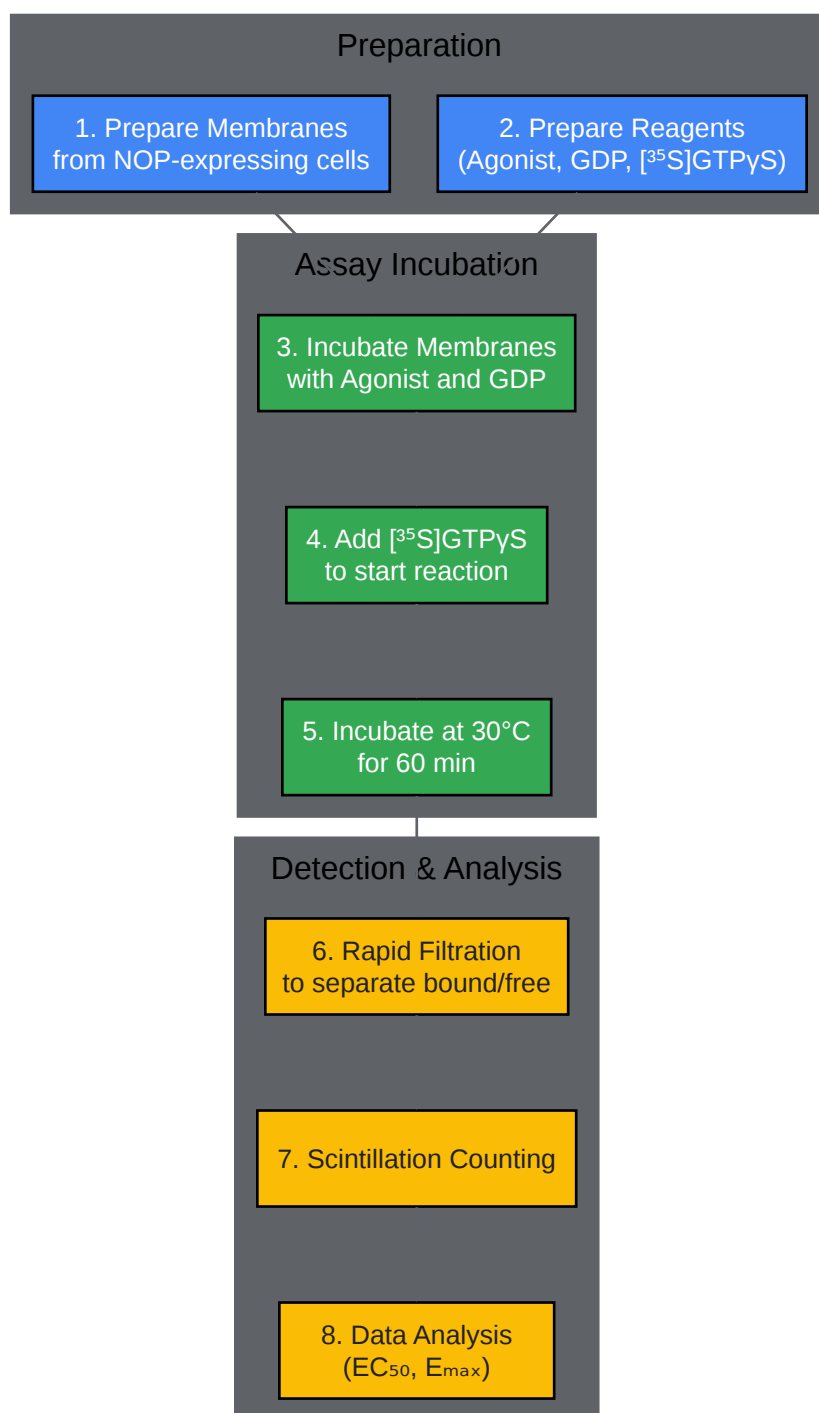 Preparation
1. Prepare Membranes
from NOP-expressing cells
2. Prepare Reagents
(Agonist, GDP, [³⁵S]GTPγS)
Assay Incubation
3. Incubate Membranes
with Agonist and GDP
4. Add [³⁵S]GTPγS
to start reaction
5. Incubate at 30°C
for 60 min
Detection & Analysis
6. Rapid Filtration
to separate bound/free
7. Scintillation Counting
8. Data Analysis
(EC₅₀, Eₘₐₓ)